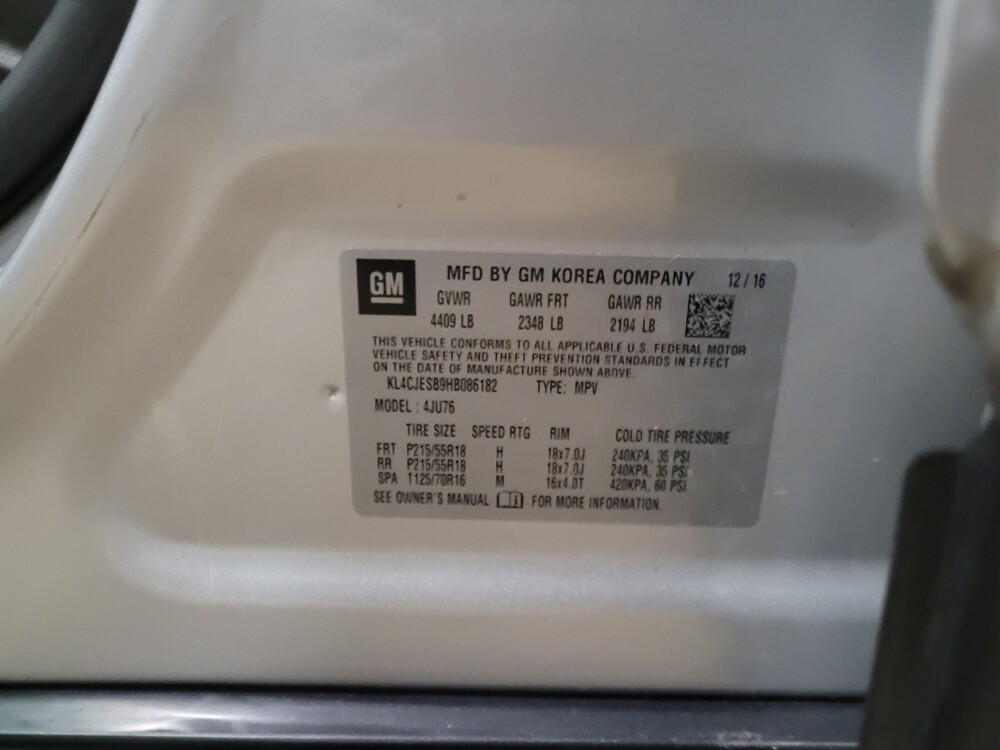 GM
MFD BY GM KOREA COMPANY 12/16
GVWR GAWR FRT GAWR RR
4409 LB 2348 LB 2194 LB
THIS VEHICLE CONFORMS TO ALL APPLICABLE U.S. FEDERAL MOTOR
VEHICLE SAFETY AND THEFT PREVENTION STANDARDS IN EFFECT
ON THE DATE OF MANUFACTURE SHOWN ABOVE.
KL4CJESB9HB086182 TYPE: MPV
MODEL : 4JU76
TIRE SIZE SPEED RTG RIM COLD TIRE PRESSURE
FRT P215/55R18 H 18x7.0J 240KPA, 35 PSI
RR P215/55R18 H 18x7.0J 240KPA, 35 PSI
SPA T125/70R16 M 16x4.0T 420KPA, 60 PSI
SEE OWNER'S MANUAL FOR MORE INFORMATION.